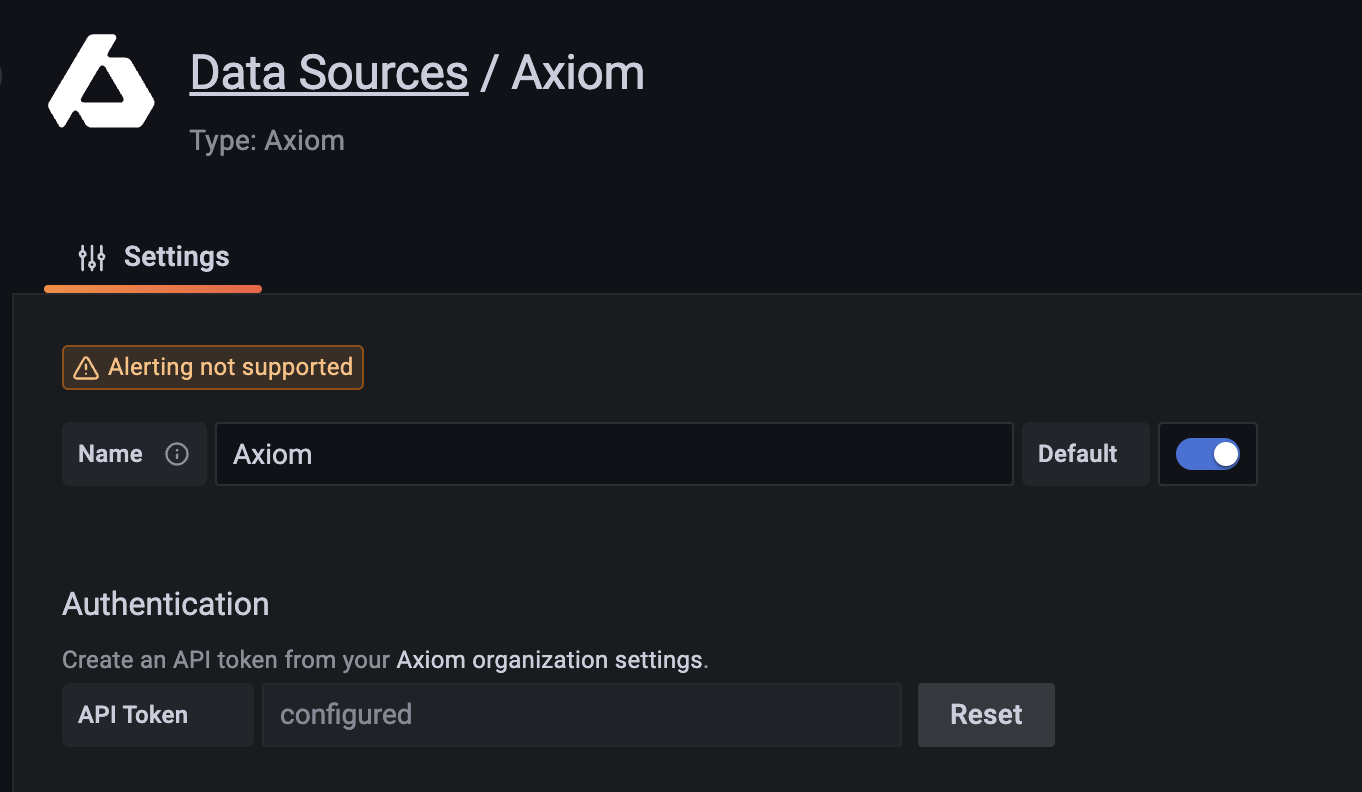 Data Sources / Axiom
Type: Axiom
Settings
Alerting not supported
Name Axiom Default
Authentication
Create an API token from your Axiom organization settings.
API Token configured Reset